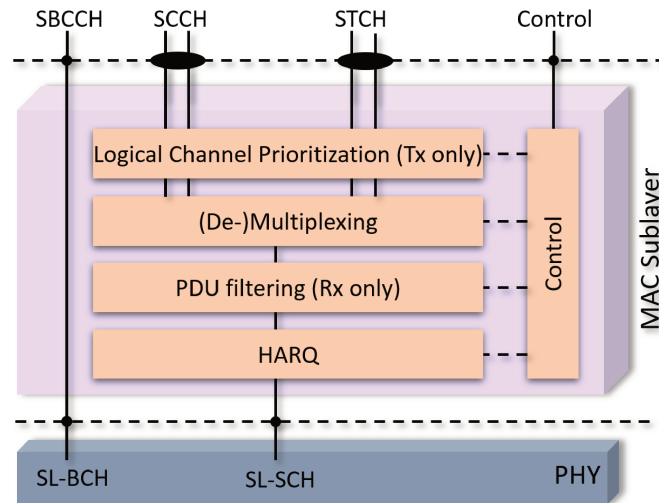 SBCCH SCCH STCH Control
Logical Channel Prioritization (Tx only)
(De-)Multiplexing
PDU filtering (Rx only)
HARQ
Control
MAC Sublayer
SL-BCH SL-SCH PHY